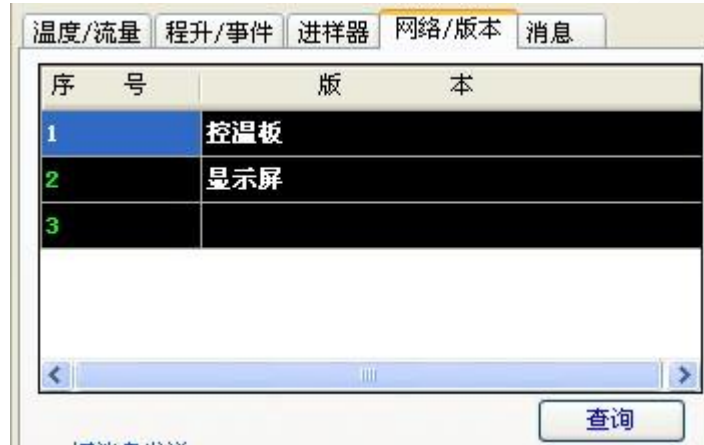 温度/流量 程升/事件 进样器 网络/版本 消息
序 号 版 本
1 控温板
2 显示屏
3
查询